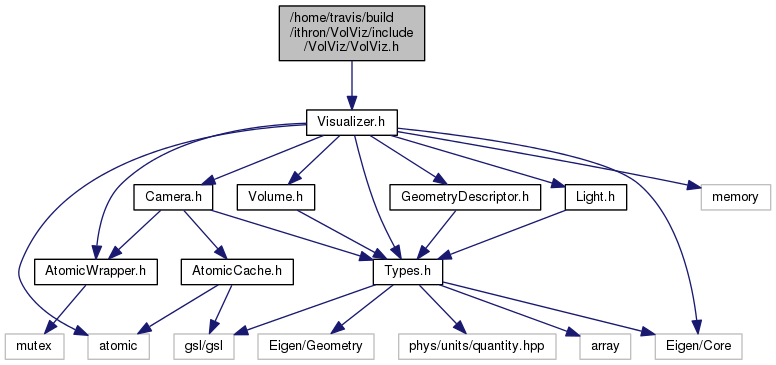 /home/travis/build
/ithron/VolViz/include
/VolViz/VolViz.h
Visualizer.h
Camera.h
Volume.h
GeometryDescriptor.h
Light.h
memory
AtomicWrapper.h
AtomicCache.h
Types.h
mutex
atomic
gsl/gsl
Eigen/Geometry
phys/units/quantity.hpp
array
Eigen/Core